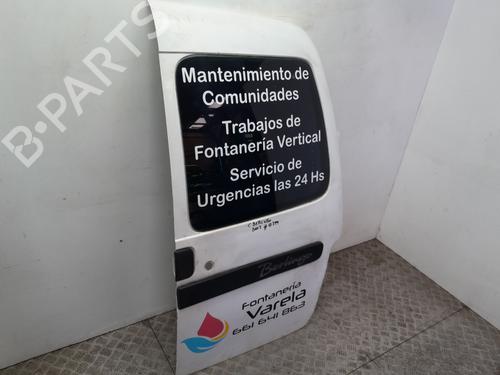 B-PARTS
Mantenimiento de
Comunidades
Trabajos de
Fontanería Vertical
Servicio de
Urgencias las 24 Hs
Berlingo
Fontanería
Varela
661 641 863